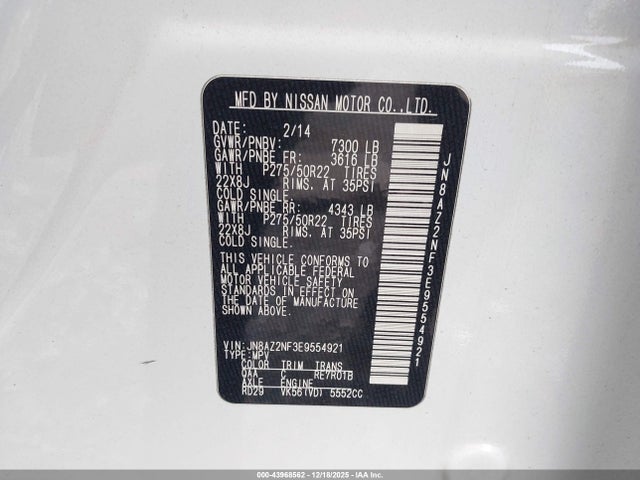 MFD BY NISSAN MOTOR CO.,LTD.
DATE: 2/14
GVWR/PNBV: 7300 LB
GAWR/PNBE FR: 3616 LB
WITH P275/50R22 TIRES
22X8J RIMS, AT 35PSI
COLD SINGLE.
GAWR/PNBE RR: 4343 LB
WITH P275/50R22 TIRES
22X8J RIMS, AT 35PSI
COLD SINGLE.
THIS VEHICLE CONFORMS TO
ALL APPLICABLE FEDERAL
MOTOR VEHICLE SAFETY
STANDARDS IN EFFECT ON
THE DATE OF MANUFACTURE
SHOWN ABOVE.
VIN: JN8AZ2NF3E9554921
TYPE: MPV
COLOR TRIM TRANS
QAA C RE7R01B
AXLE ENGINE
RD29 VK56(VD) 5552CC
JN8AZ2NF3E9554921
000-43968562 | 12/18/2025 - IAA, Inc.